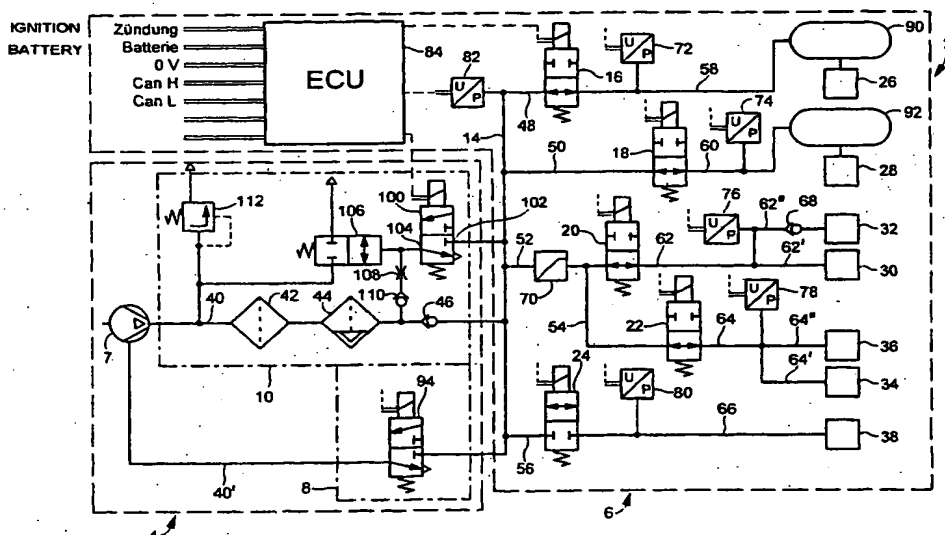 IGNITION
BATTERY
Zündung
Batterie
0 V
Can H
Can L
ECU
84
82
U
P
16
U
P
72
58
90
26
48
14
50
18
U
P
74
60
92
28
112
106
100
104
102
108
110
40
42
44
46
7
10
94
8
40'
52
70
54
20
U
P
76
62
62"
68
62'
32
30
22
U
P
78
64
64"
64'
36
34
24
U
P
80
56
66
38
6